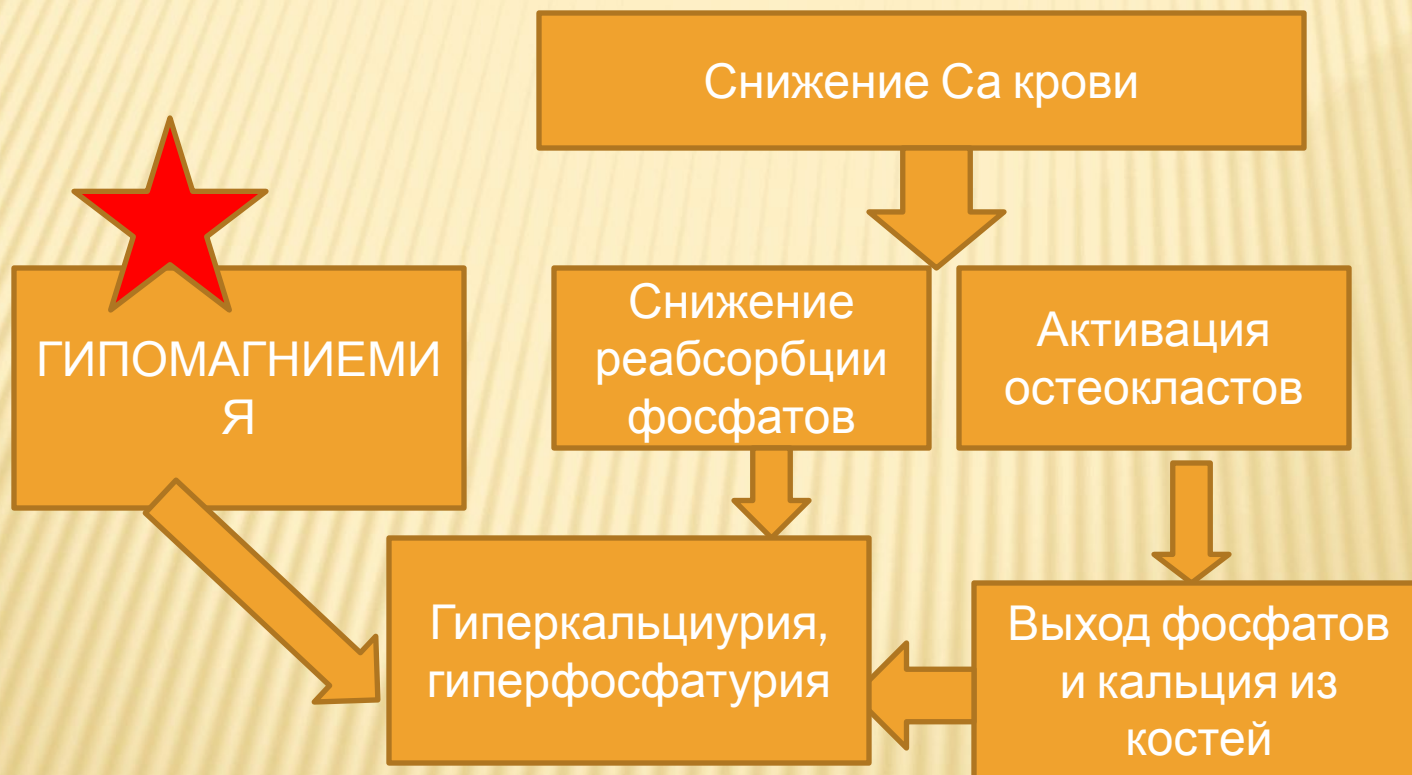 Снижение Са крови
ГИПОМАГНИЕМИ
Я
Снижение
реабсорбции
фосфатов
Активация
остеокластов
Гиперкальциурия,
гиперфосфатурия
Выход фосфатов
и кальция из
костей